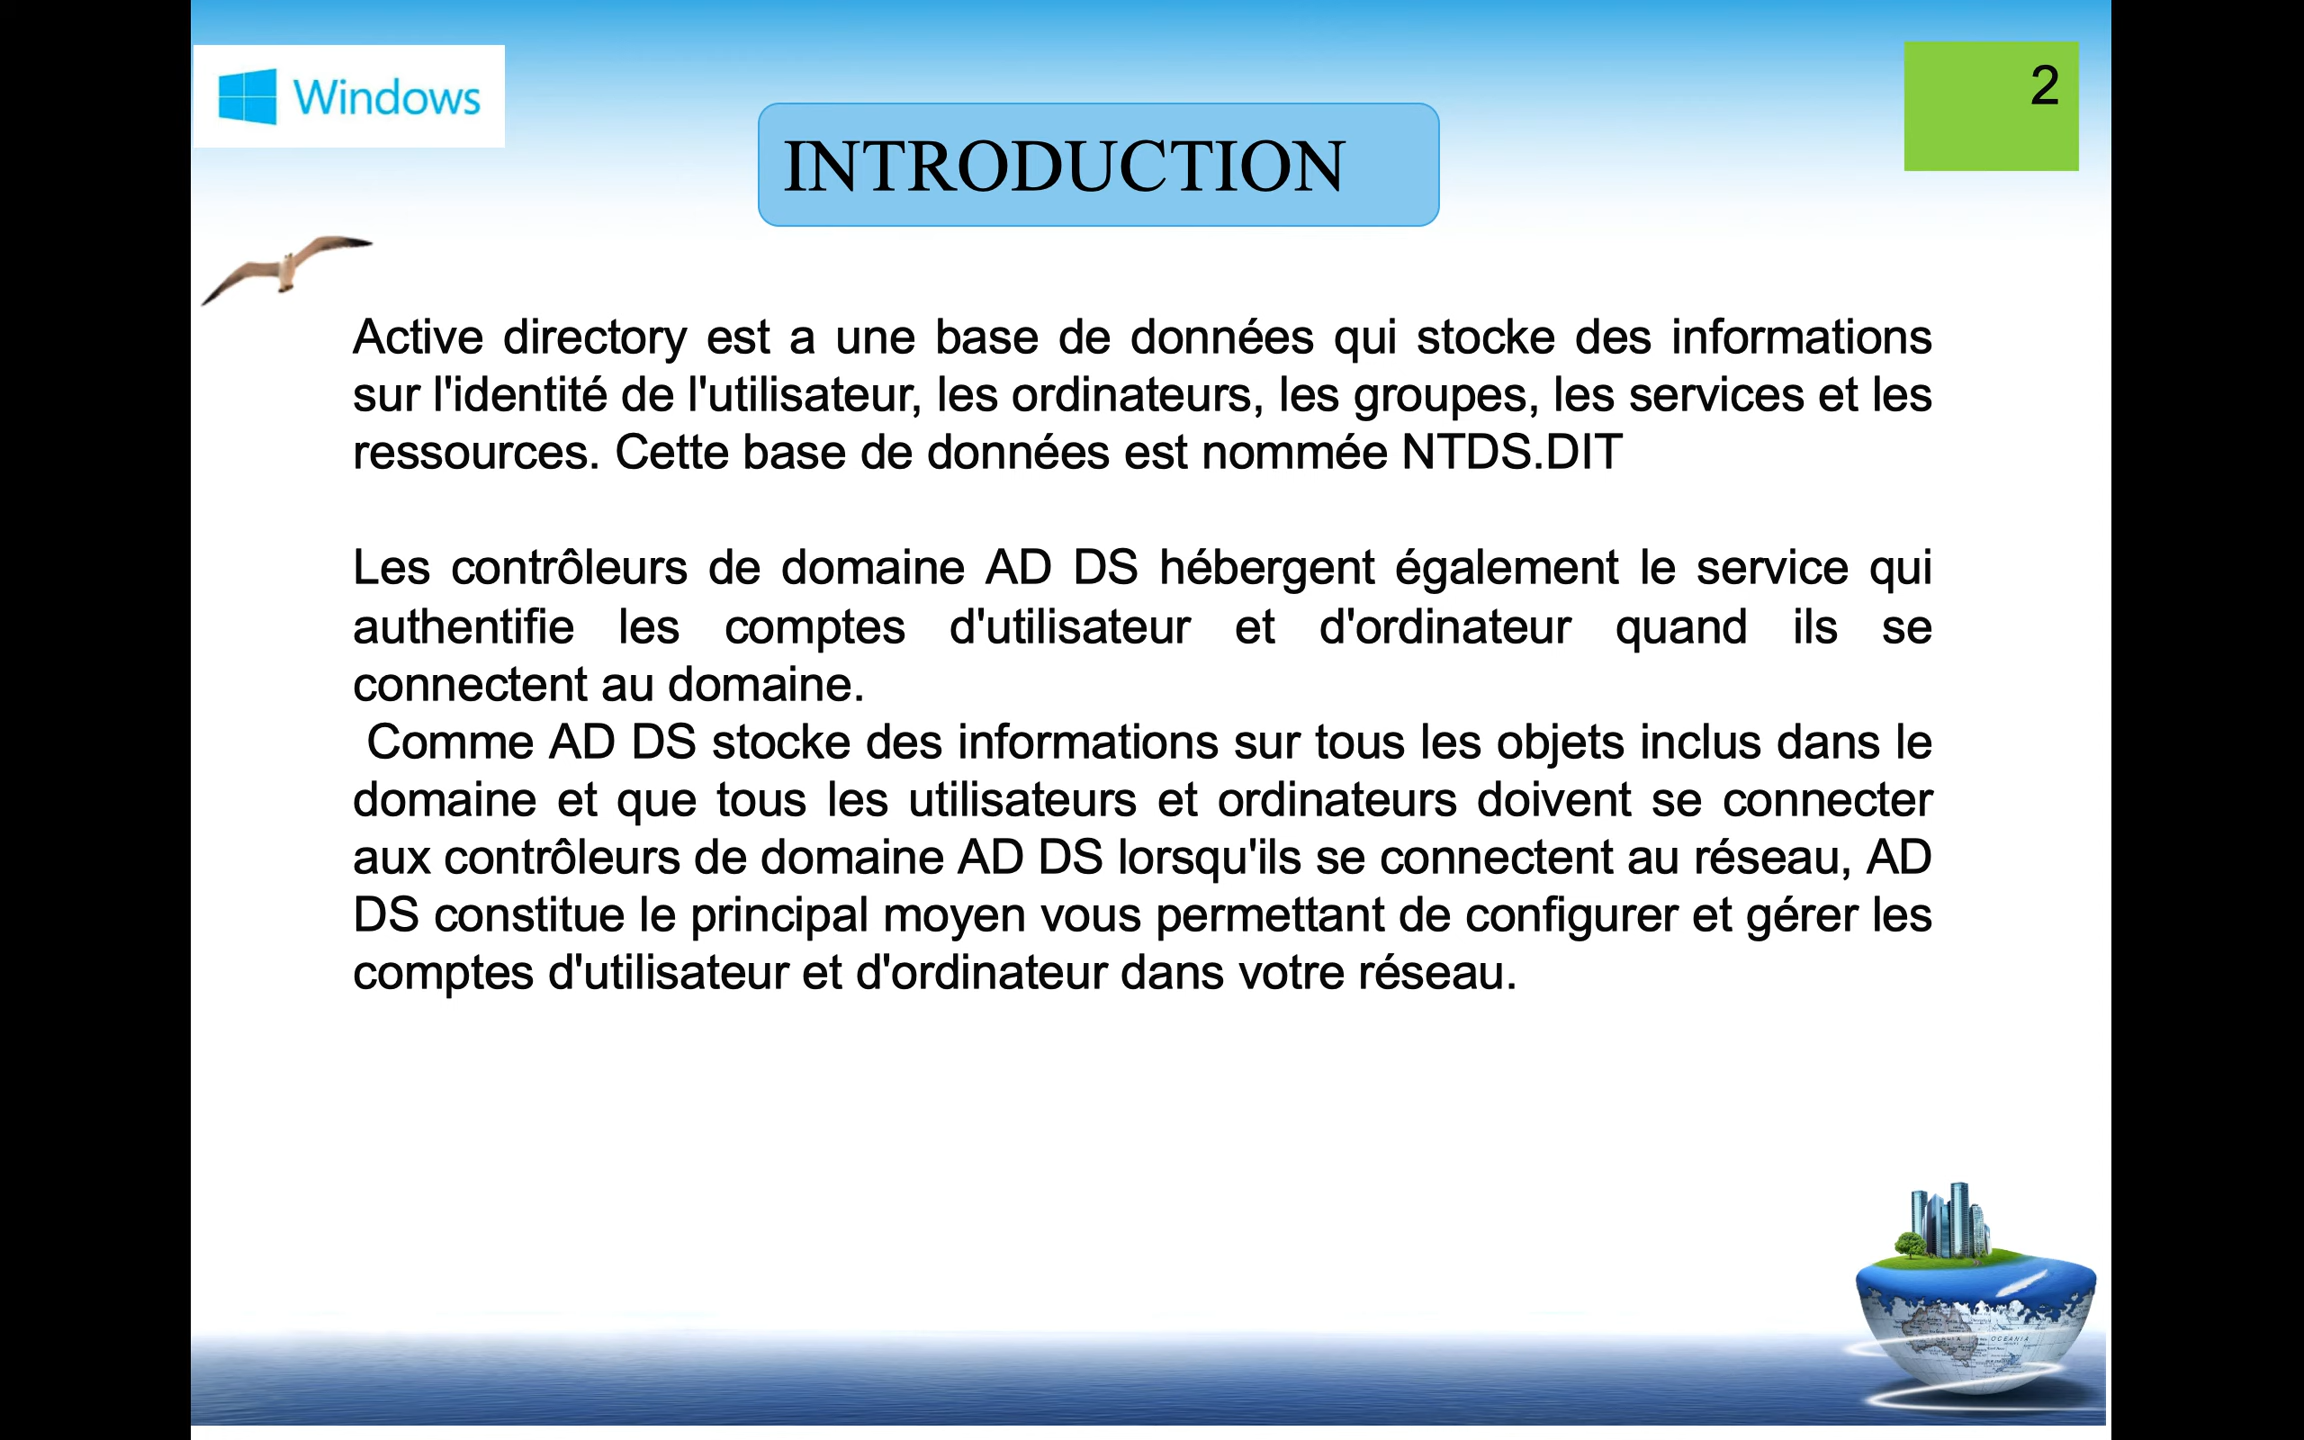 Windows
2
INTRODUCTION
Active directory est a une base de données qui stocke des informations
sur l'identité de l'utilisateur, les ordinateurs, les groupes, les services et les
ressources. Cette base de données est nommée NTDS.DIT
Les contrôleurs de domaine AD DS hébergent également le service qui
authentifie les comptes d'utilisateur et d'ordinateur quand ils se
connectent au domaine.
Comme AD DS stocke des informations sur tous les objets inclus dans le
domaine et que tous les utilisateurs et ordinateurs doivent se connecter
aux contrôleurs de domaine AD DS lorsqu'ils se connectent au réseau, AD
DS constitue le principal moyen vous permettant de configurer et gérer les
comptes d'utilisateur et d'ordinateur dans votre réseau.
OCEANIA